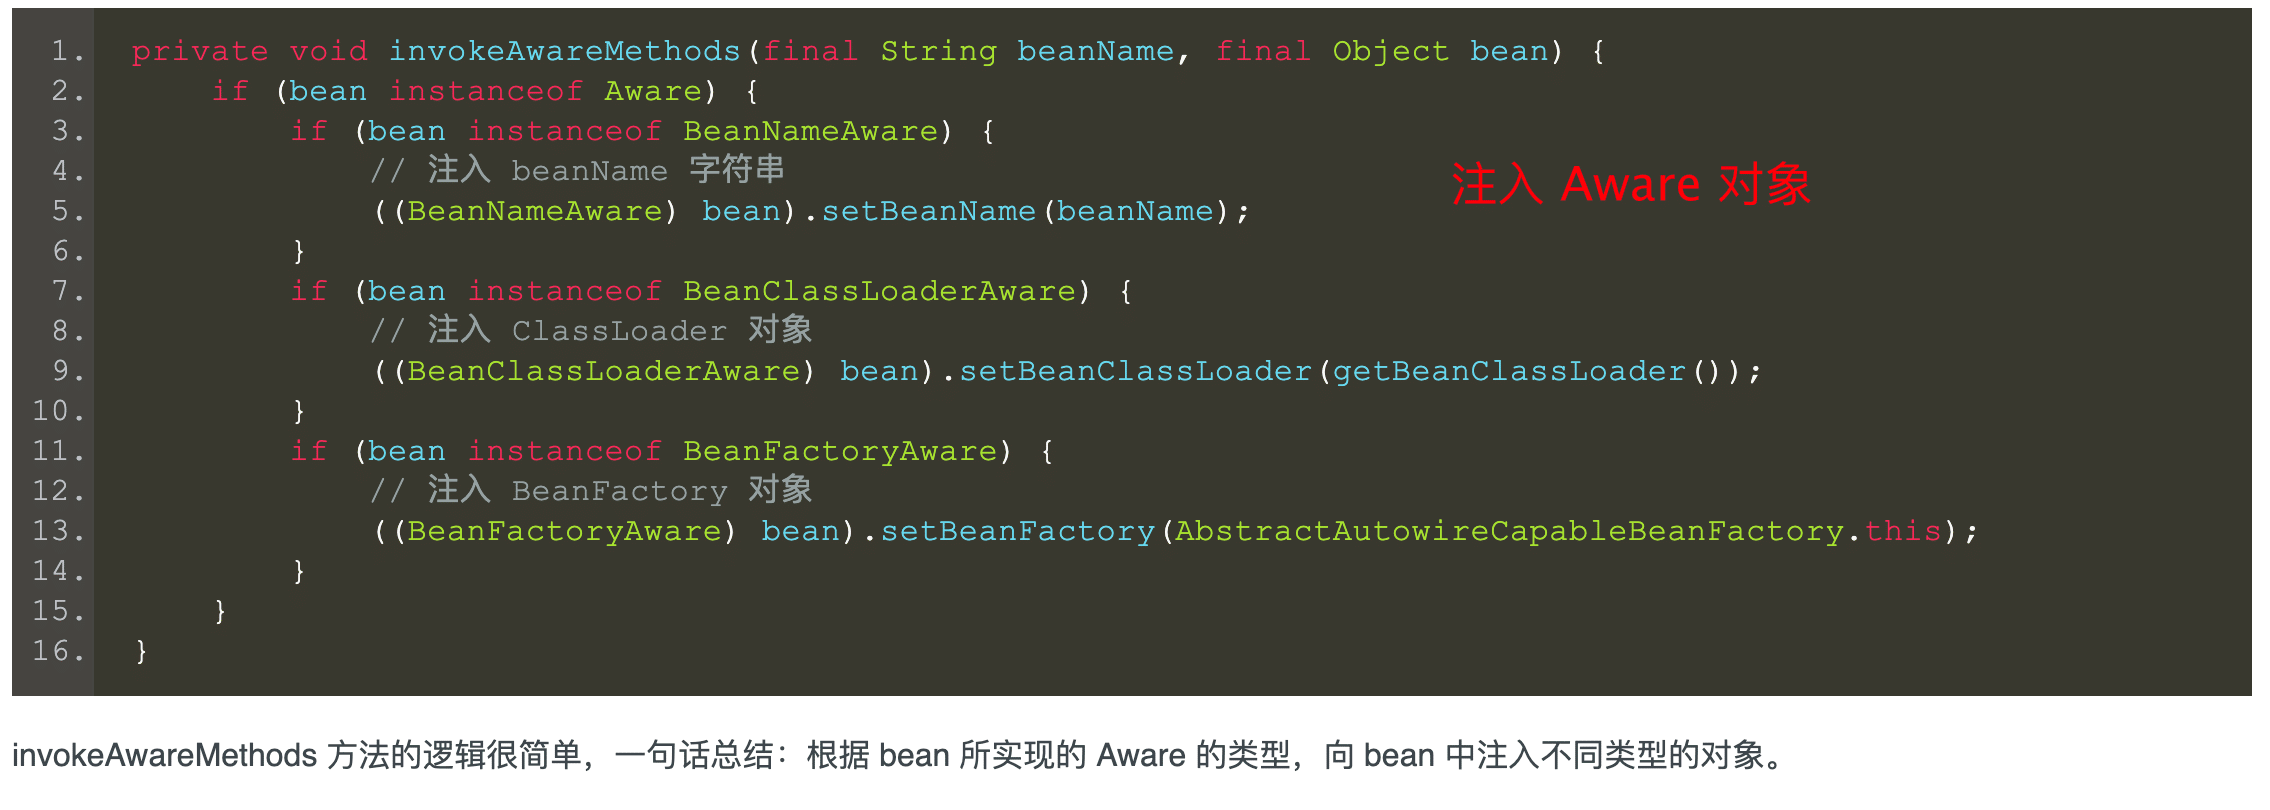 1. private void invokeAwareMethods(final String beanName, final Object bean) {
2. if (bean instanceof Aware) {
3. if (bean instanceof BeanNameAware) {
4. // 注入 beanName 字符串
注入 Aware 对象
5. ((BeanNameAware) bean).setBeanName(beanName);
6. }
7. if (bean instanceof BeanClassLoaderAware) {
8. // 注入 ClassLoader 对象
9. ((BeanClassLoaderAware) bean).setBeanClassLoader(getBeanClassLoader());
10. }
11. if (bean instanceof BeanFactoryAware) {
12. // 注入 BeanFactory 对象
13. ((BeanFactoryAware) bean).setBeanFactory(AbstractAutowireCapableBeanFactory.this);
14. }
15. }
16. }
invokeAwareMethods 方法的逻辑很简单，一句话总结：根据 bean 所实现的 Aware 的类型，向 bean 中注入不同类型的对象。